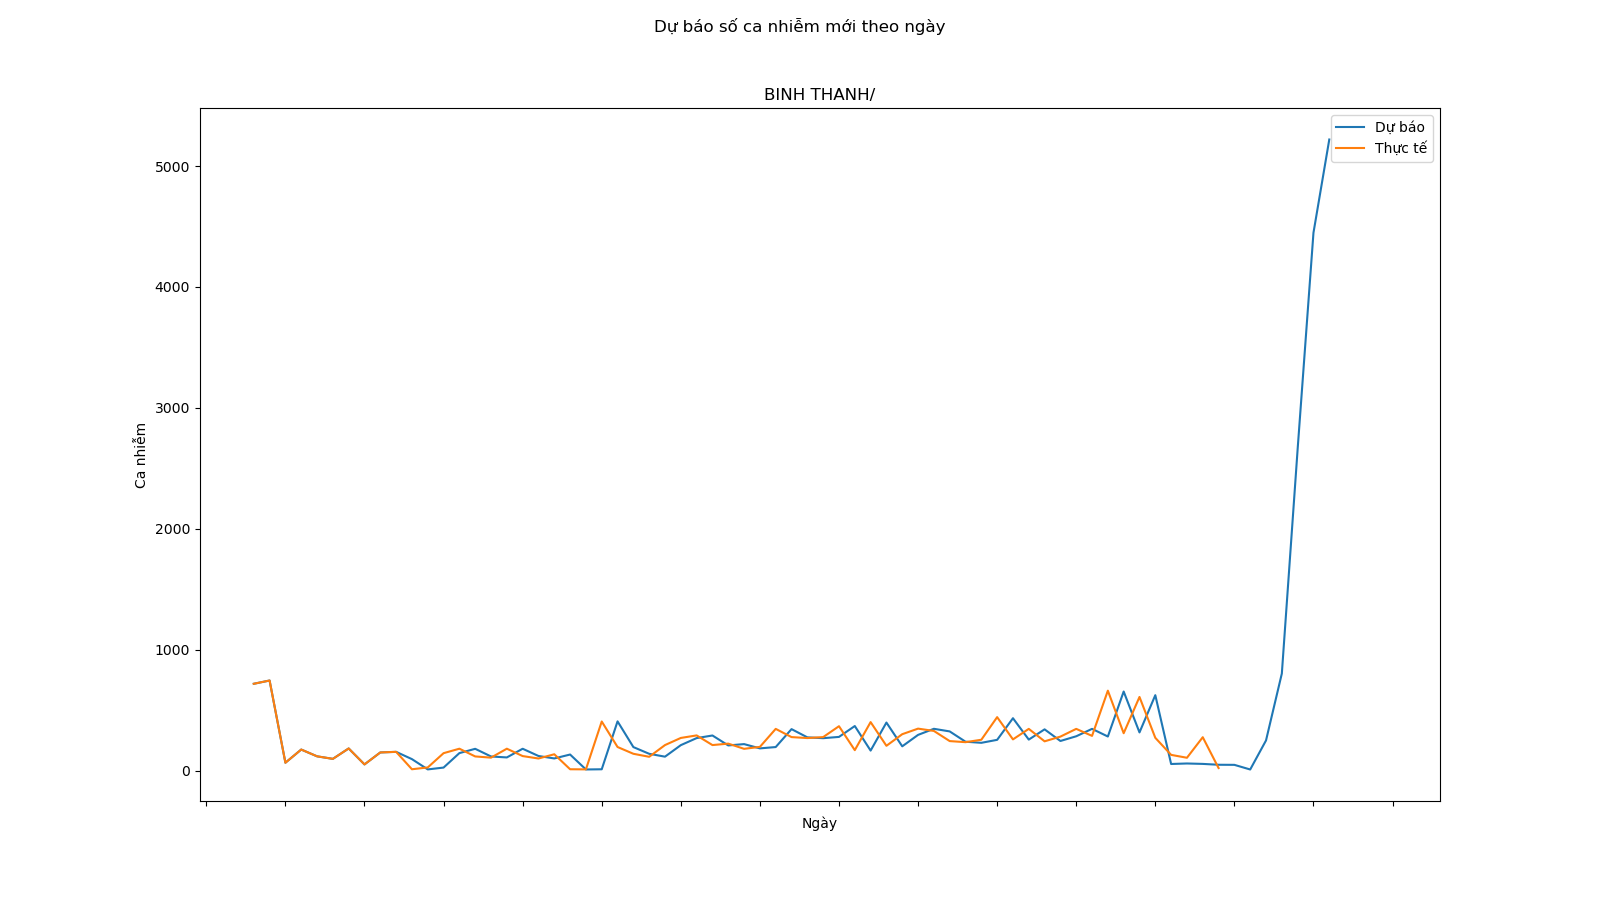 Dự báo số ca nhiễm mới theo ngày
BINH THANH/
Dự báo
Thực tế
5000
4000
3000
2000
1000
0
Ca nhiễm
Ngày